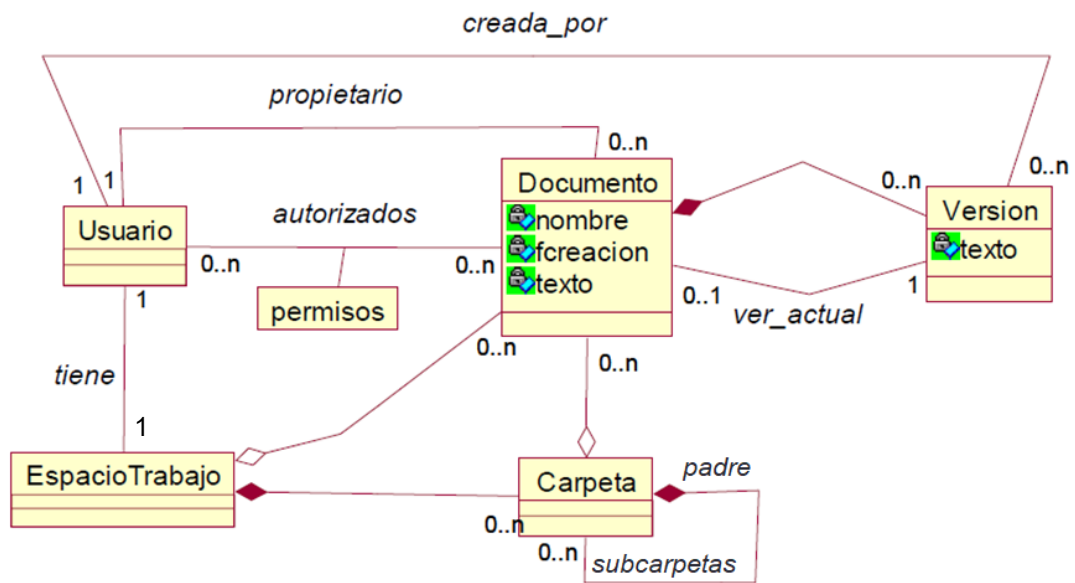 creada_por
propietario
0..n
1
1
Documento
0..n
0..n
Usuario
autorizados
nombre
Version
fcreacion
texto
0..n
0..n
texto
1
permisos
0..1
1
ver_actual
0..n
0..n
tiene
1
EspacioTrabajo
Carpeta
padre
0..n
0..n
subcarpetas